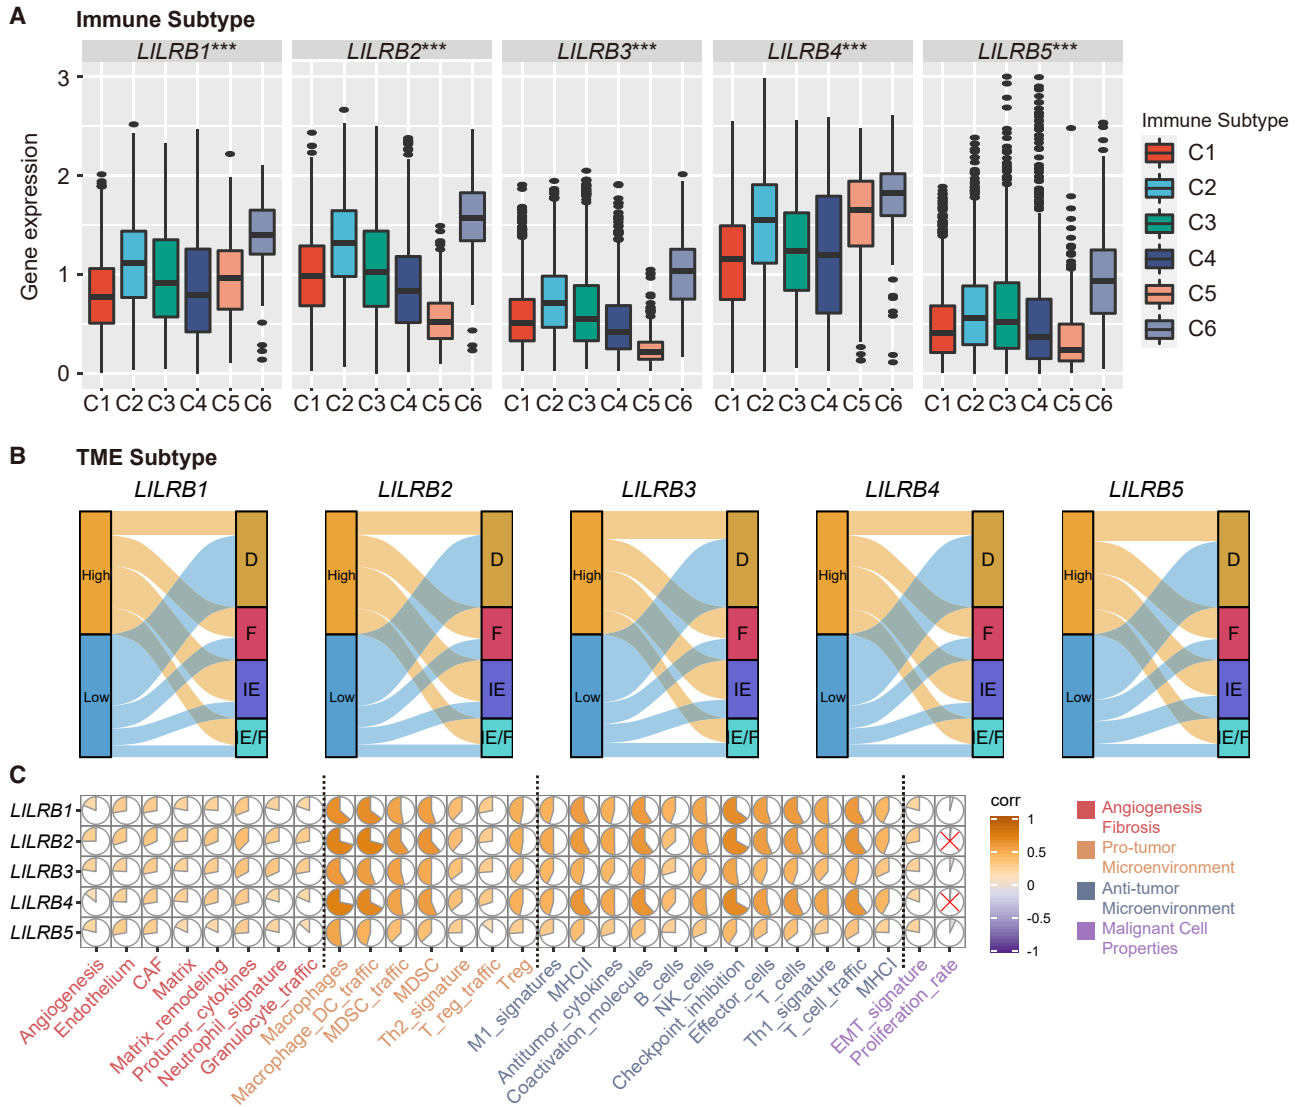 A Immune Subtype
LILRB1*** LILRB2*** LILRB3*** LILRB4*** LILRB5***
Gene expression
3
2
1
0
C1 C2 C3 C4 C5 C6 C1 C2 C3 C4 C5 C6 C1 C2 C3 C4 C5 C6 C1 C2 C3 C4 C5 C6 C1 C2 C3 C4 C5 C6
Immune Subtype
C1
C2
C3
C4
C5
C6
B TME Subtype
LILRB1 LILRB2 LILRB3 LILRB4 LILRB5
High Low D F IE IE/F
High Low D F IE IE/F
High Low D F IE IE/F
High Low D F IE IE/F
High Low D F IE IE/F
C
LILRB1
LILRB2
LILRB3
LILRB4
LILRB5
Angiogenesis
Endothelium
CAF
Matrix
Matrix_remodeling
Protumor_cytokines
Neutrophil_signature
Granulocyte_traffic
Macrophages
Macrophage_DC_traffic
MDSC_traffic
MDSC
Th2_signature
T_reg_traffic
Treg
M1_signatures
MHCII
Antitumor_cytokines
Coactivation_molecules
B_cells
NK_cells
Checkpoint_inhibition
Effector_cells
T_cells
Th1_signature
T_cell_traffic
MHCI
EMT_signature
Proliferation_rate
corr
1
0.5
0
-0.5
-1
Angiogenesis
Fibrosis
Pro-tumor
Microenvironment
Anti-tumor
Microenvironment
Malignant Cell
Properties